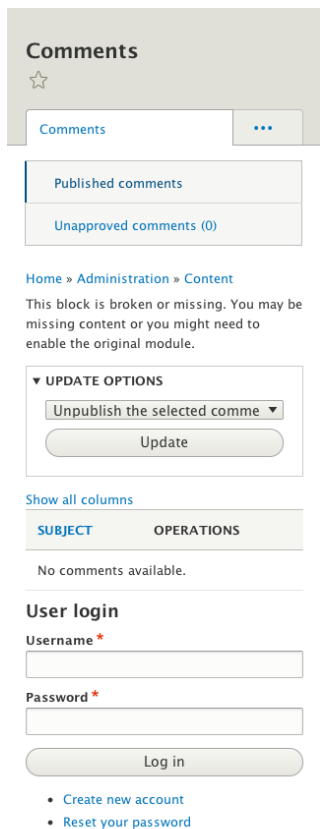 Comments
Comments
•••
Published comments
Unapproved comments (0)
Home » Administration » Content
This block is broken or missing. You may be
missing content or you might need to
enable the original module.
▼ UPDATE OPTIONS
Unpublish the selected comme ▼
Update
Show all columns
SUBJECT OPERATIONS
No comments available.
User login
Username *
Password *
Log in
• Create new account
• Reset your password